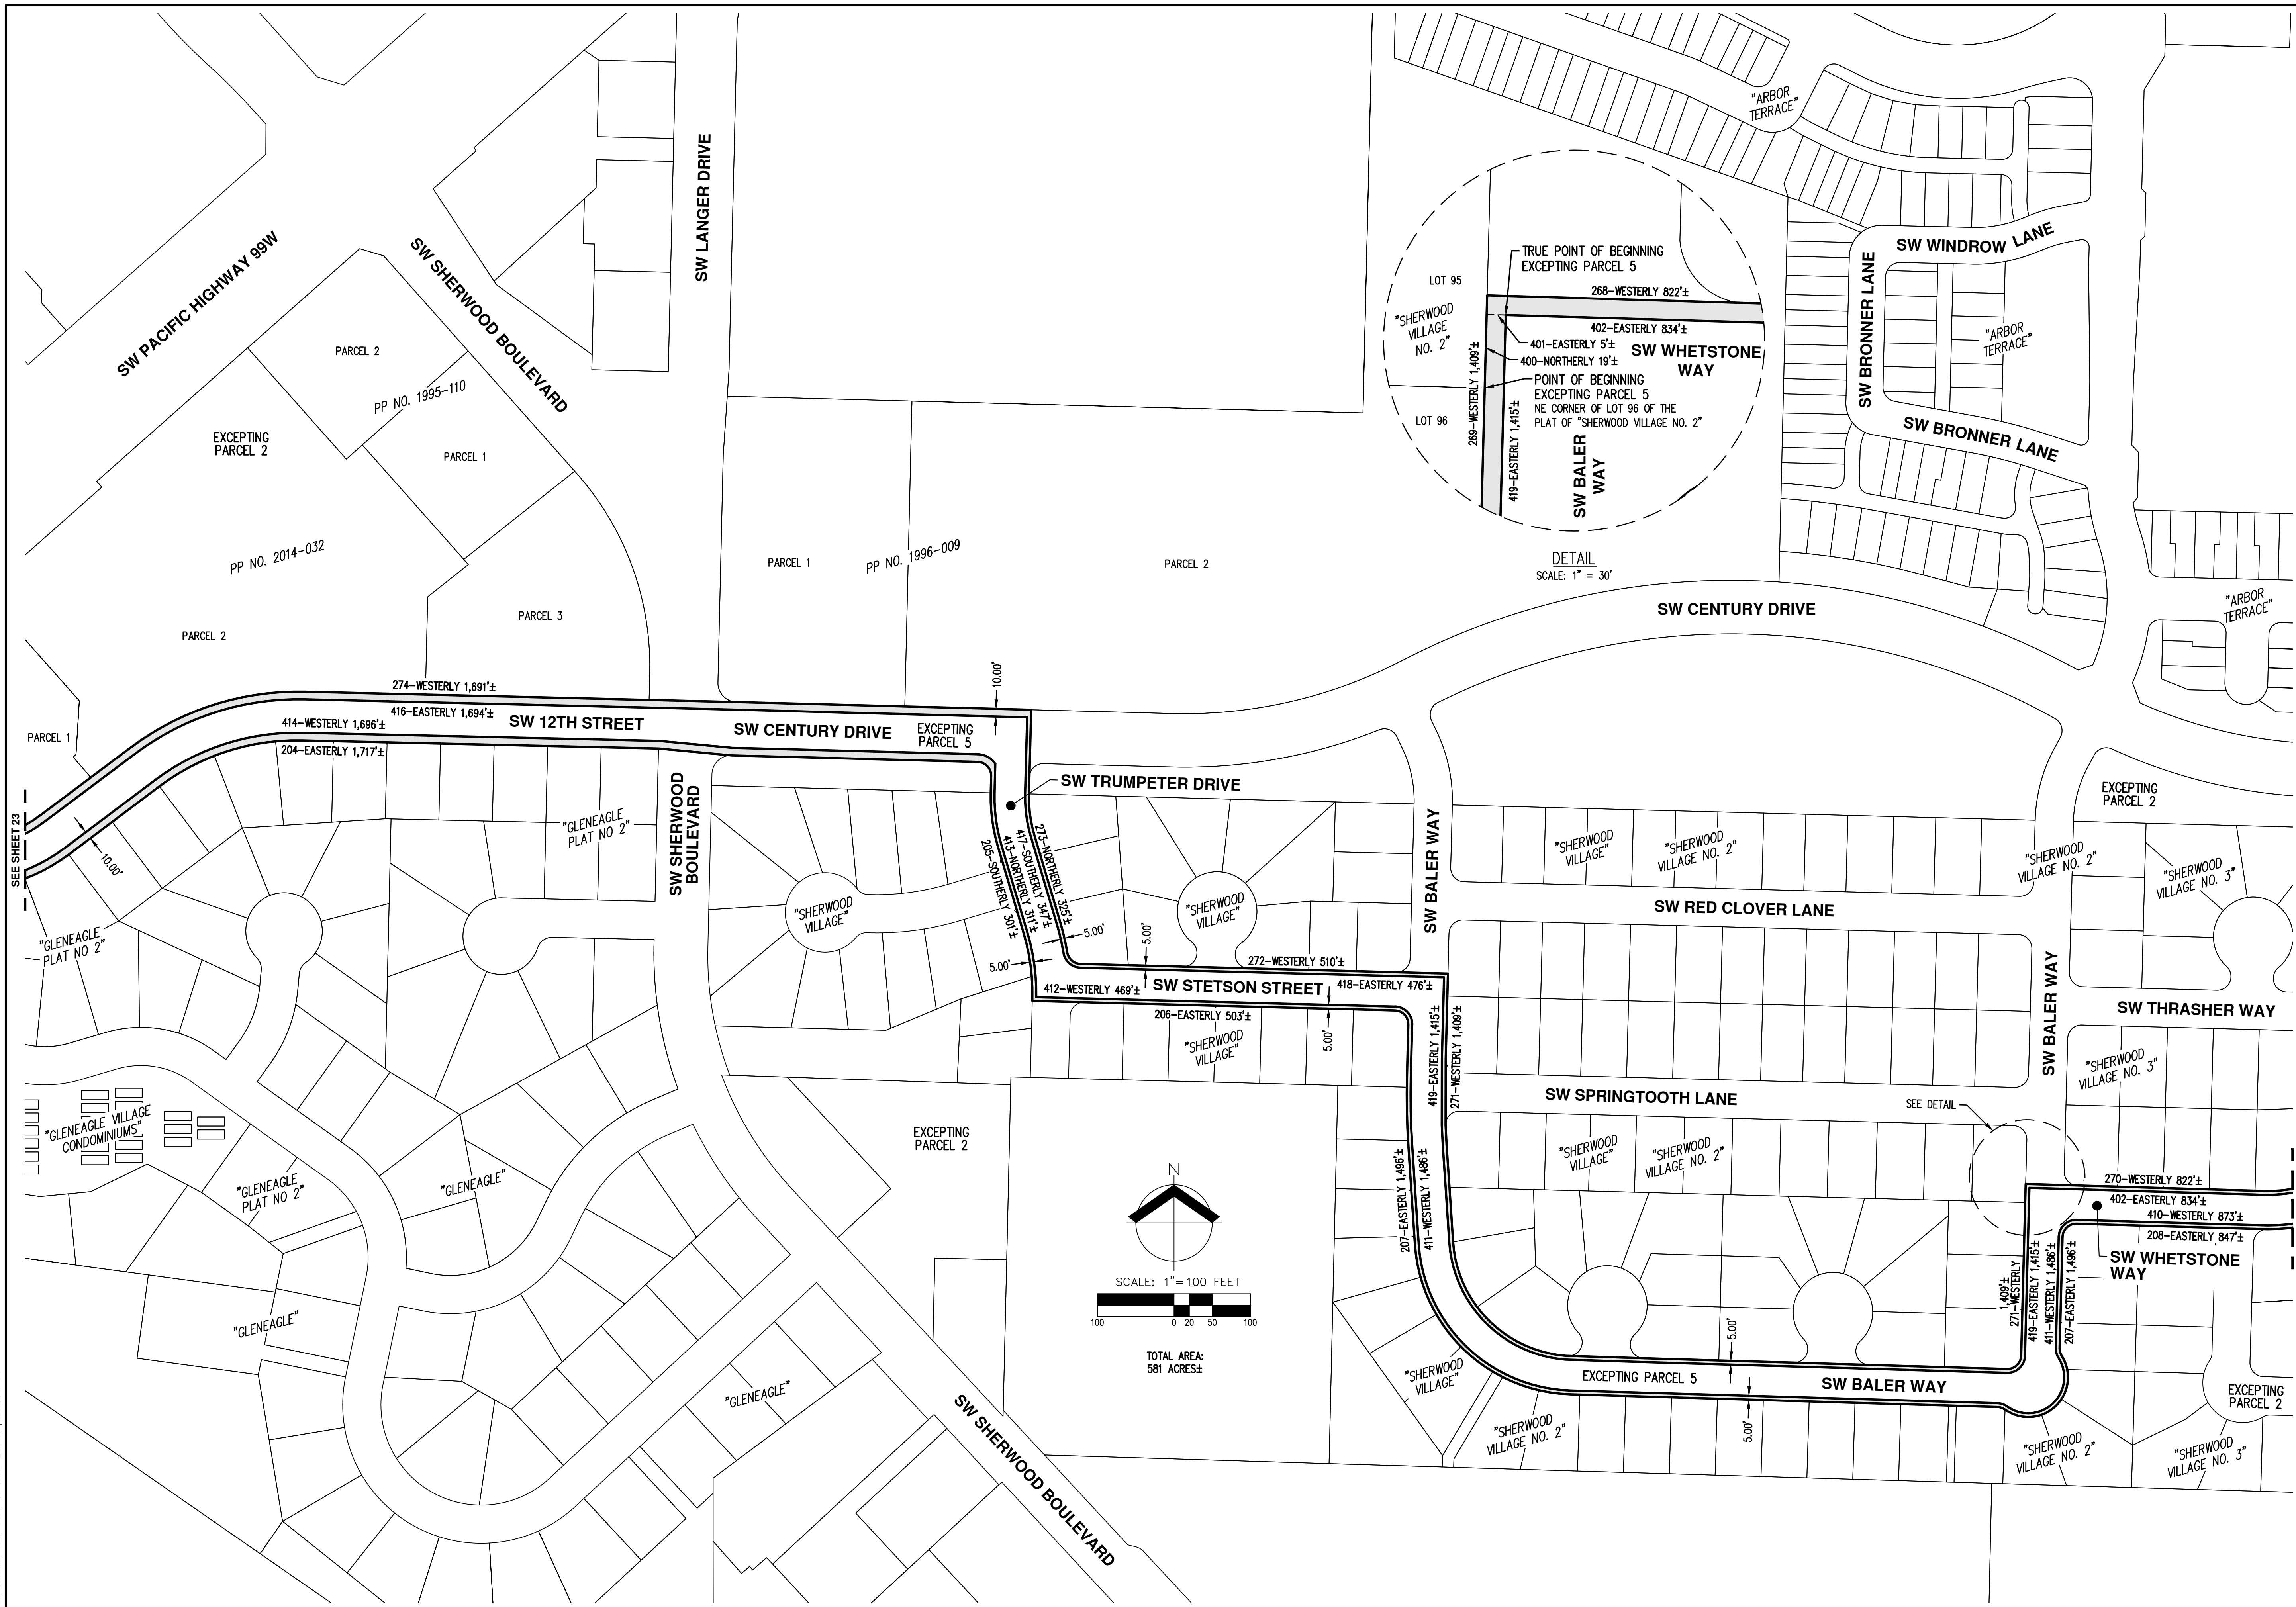 "ARBOR
TERRACE"
SW LANGER DRIVE
SW PACIFIC HIGHWAY 99W
SW SHERWOOD BOULEVARD
PARCEL 2
PP NO. 1995-110
EXCEPTING
PARCEL 2
PARCEL 1
PP NO. 2014-032
PARCEL 3
PARCEL 2
PARCEL 1
PARCEL 1
PP NO. 1996-009
PARCEL 2
TRUE POINT OF BEGINNING
EXCEPTING PARCEL 5
LOT 95
268-WESTERLY 822'±
"SHERWOOD
VILLAGE
NO. 2"
402-EASTERLY 834'±
401-EASTERLY 5'±
400-NORTHERLY 19'±
SW WHETSTONE
WAY
POINT OF BEGINNING
EXCEPTING PARCEL 5
NE CORNER OF LOT 96 OF THE
PLAT OF "SHERWOOD VILLAGE NO. 2"
LOT 96
269-WESTERLY 1,409'±
419-EASTERLY 1,415'±
SW BALER
WAY
DETAIL
SCALE: 1" = 30'
SW WINDROW LANE
SW BRONNER LANE
"ARBOR
TERRACE"
SW BRONNER LANE
"ARBOR
TERRACE"
SW CENTURY DRIVE
274-WESTERLY 1,691'±
416-EASTERLY 1,694'±
414-WESTERLY 1,696'±
204-EASTERLY 1,717'±
SW 12TH STREET
SW CENTURY DRIVE
EXCEPTING
PARCEL 5
10.00'
SEE SHEET 23
10.00'
SW TRUMPETER DRIVE
SW SHERWOOD
BOULEVARD
"GLENEAGLE
PLAT NO 2"
"GLENEAGLE
PLAT NO 2"
"SHERWOOD
VILLAGE"
205-SOUTHERLY 301'±
413-NORTHERLY 311'±
417-SOUTHERLY 347'±
273-NORTHERLY 325'±
5.00'
5.00'
5.00'
"SHERWOOD
VILLAGE"
272-WESTERLY 510'±
412-WESTERLY 469'±
SW STETSON STREET
418-EASTERLY 476'±
206-EASTERLY 503'±
"SHERWOOD
VILLAGE"
5.00'
SW BALER WAY
"SHERWOOD
VILLAGE"
"SHERWOOD
VILLAGE NO. 2"
"SHERWOOD
VILLAGE NO. 2"
EXCEPTING
PARCEL 2
"SHERWOOD
VILLAGE NO. 3"
SW RED CLOVER LANE
SW BALER WAY
SW THRASHER WAY
"SHERWOOD
VILLAGE NO. 3"
419-EASTERLY 1,415'±
271-WESTERLY 1,409'±
SW SPRINGTOOTH LANE
SEE DETAIL
"SHERWOOD
VILLAGE"
"SHERWOOD
VILLAGE NO. 2"
207-EASTERLY 1,496'±
411-WESTERLY 1,486'±
270-WESTERLY 822'±
402-EASTERLY 834'±
410-WESTERLY 873'±
208-EASTERLY 847'±
SW WHETSTONE
WAY
1,409'±
271-WESTERLY
419-EASTERLY 1,415'±
411-WESTERLY 1,486'±
207-EASTERLY 1,496'±
"GLENEAGLE VILLAGE
CONDOMINIUMS"
"GLENEAGLE
PLAT NO 2"
"GLENEAGLE"
"GLENEAGLE"
"GLENEAGLE"
EXCEPTING
PARCEL 2
N
SCALE: 1"=100 FEET
100 0 20 50 100
TOTAL AREA:
581 ACRES±
SW SHERWOOD BOULEVARD
"SHERWOOD
VILLAGE"
"SHERWOOD
VILLAGE NO. 2"
EXCEPTING PARCEL 5
5.00'
5.00'
SW BALER WAY
EXCEPTING
PARCEL 2
"SHERWOOD
VILLAGE NO. 2"
"SHERWOOD
VILLAGE NO. 3"